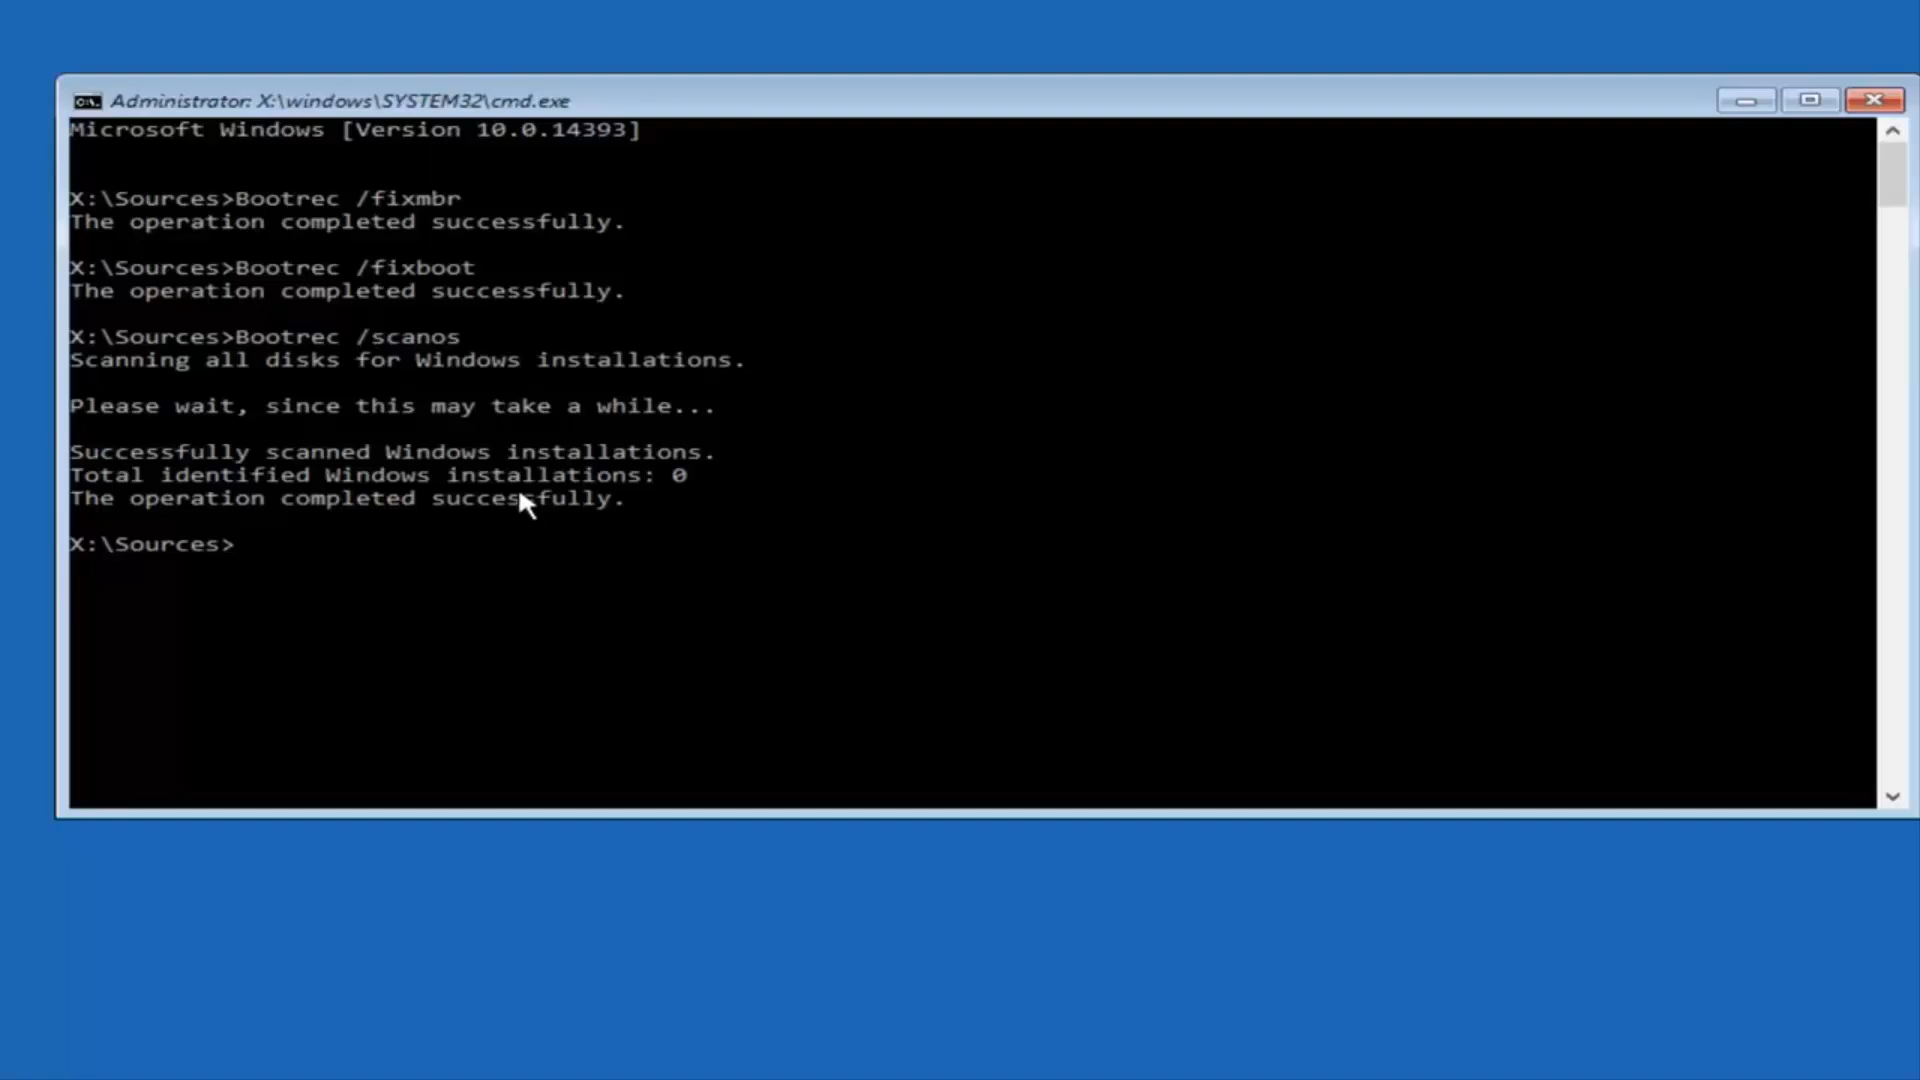 Administrator: X:\windows\SYSTEM32\cmd.exe
Microsoft Windows [Version 10.0.14393]
X:\Sources>Bootrec /fixmbr
The operation completed successfully.
X:\Sources>Bootrec /fixboot
The operation completed successfully.
X:\Sources>Bootrec /scanos
Scanning all disks for Windows installations.
Please wait, since this may take a while...
Successfully scanned Windows installations.
Total identified Windows installations: 0
The operation completed successfully.
X:\Sources>